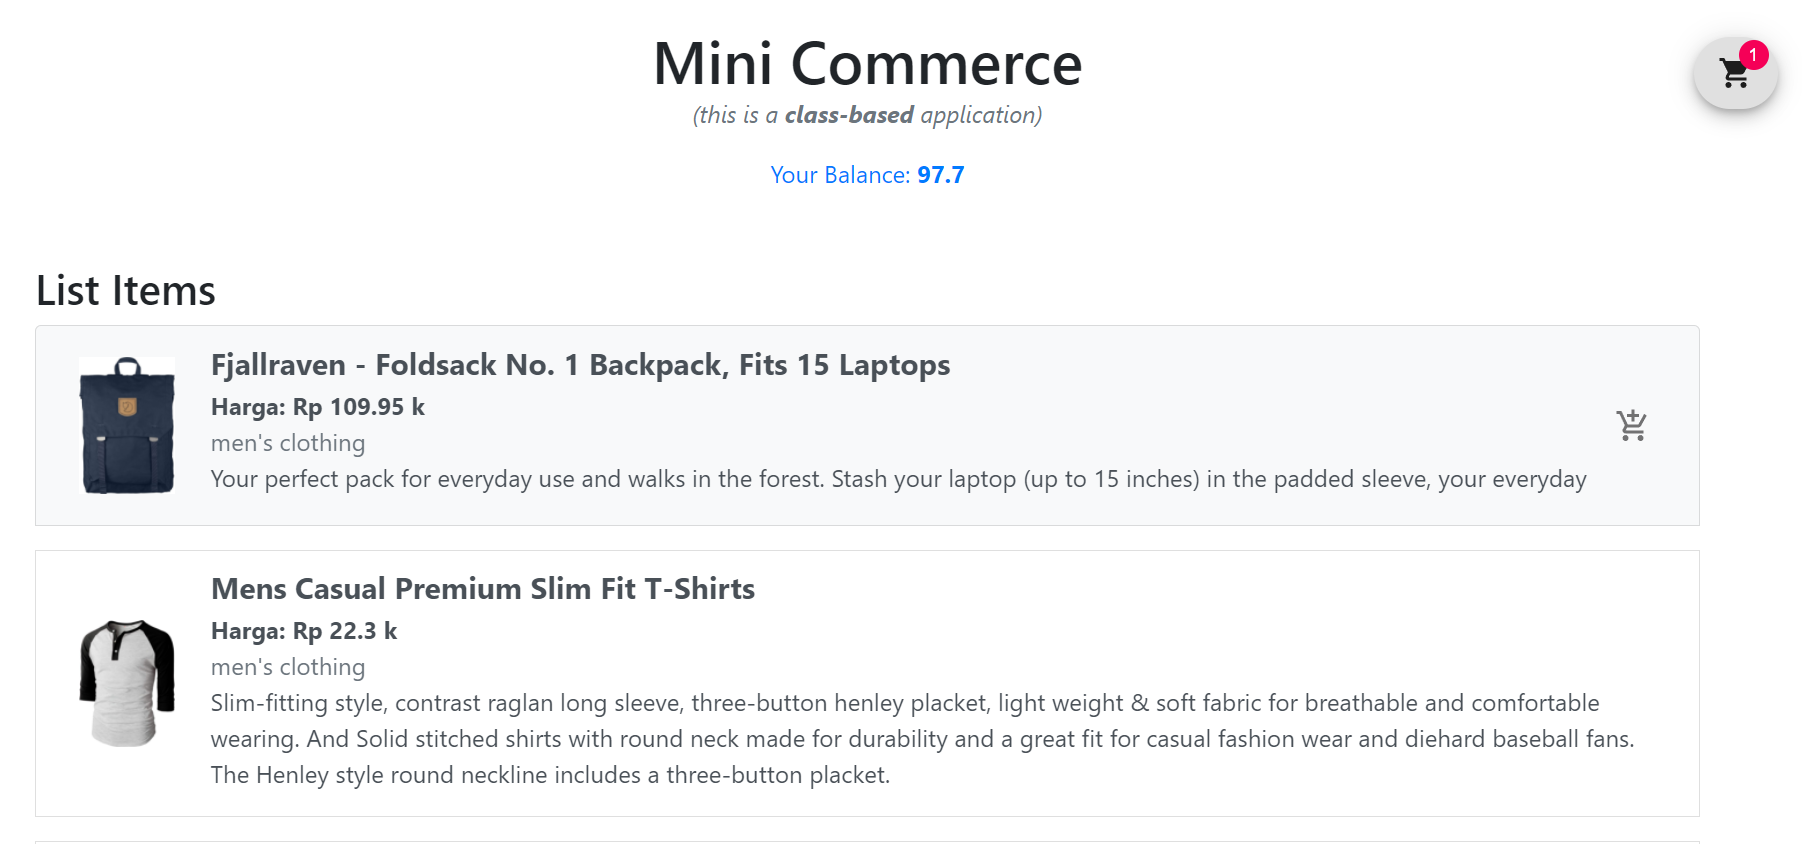 Mini Commerce
1
(this is a class-based application)
Your Balance: 97.7
List Items
Fjallraven - Foldsack No. 1 Backpack, Fits 15 Laptops
Harga: Rp 109.95 k
men's clothing
Your perfect pack for everyday use and walks in the forest. Stash your laptop (up to 15 inches) in the padded sleeve, your everyday
Mens Casual Premium Slim Fit T-Shirts
Harga: Rp 22.3 k
men's clothing
Slim-fitting style, contrast raglan long sleeve, three-button henley placket, light weight & soft fabric for breathable and comfortable
wearing. And Solid stitched shirts with round neck made for durability and a great fit for casual fashion wear and diehard baseball fans.
The Henley style round neckline includes a three-button placket.